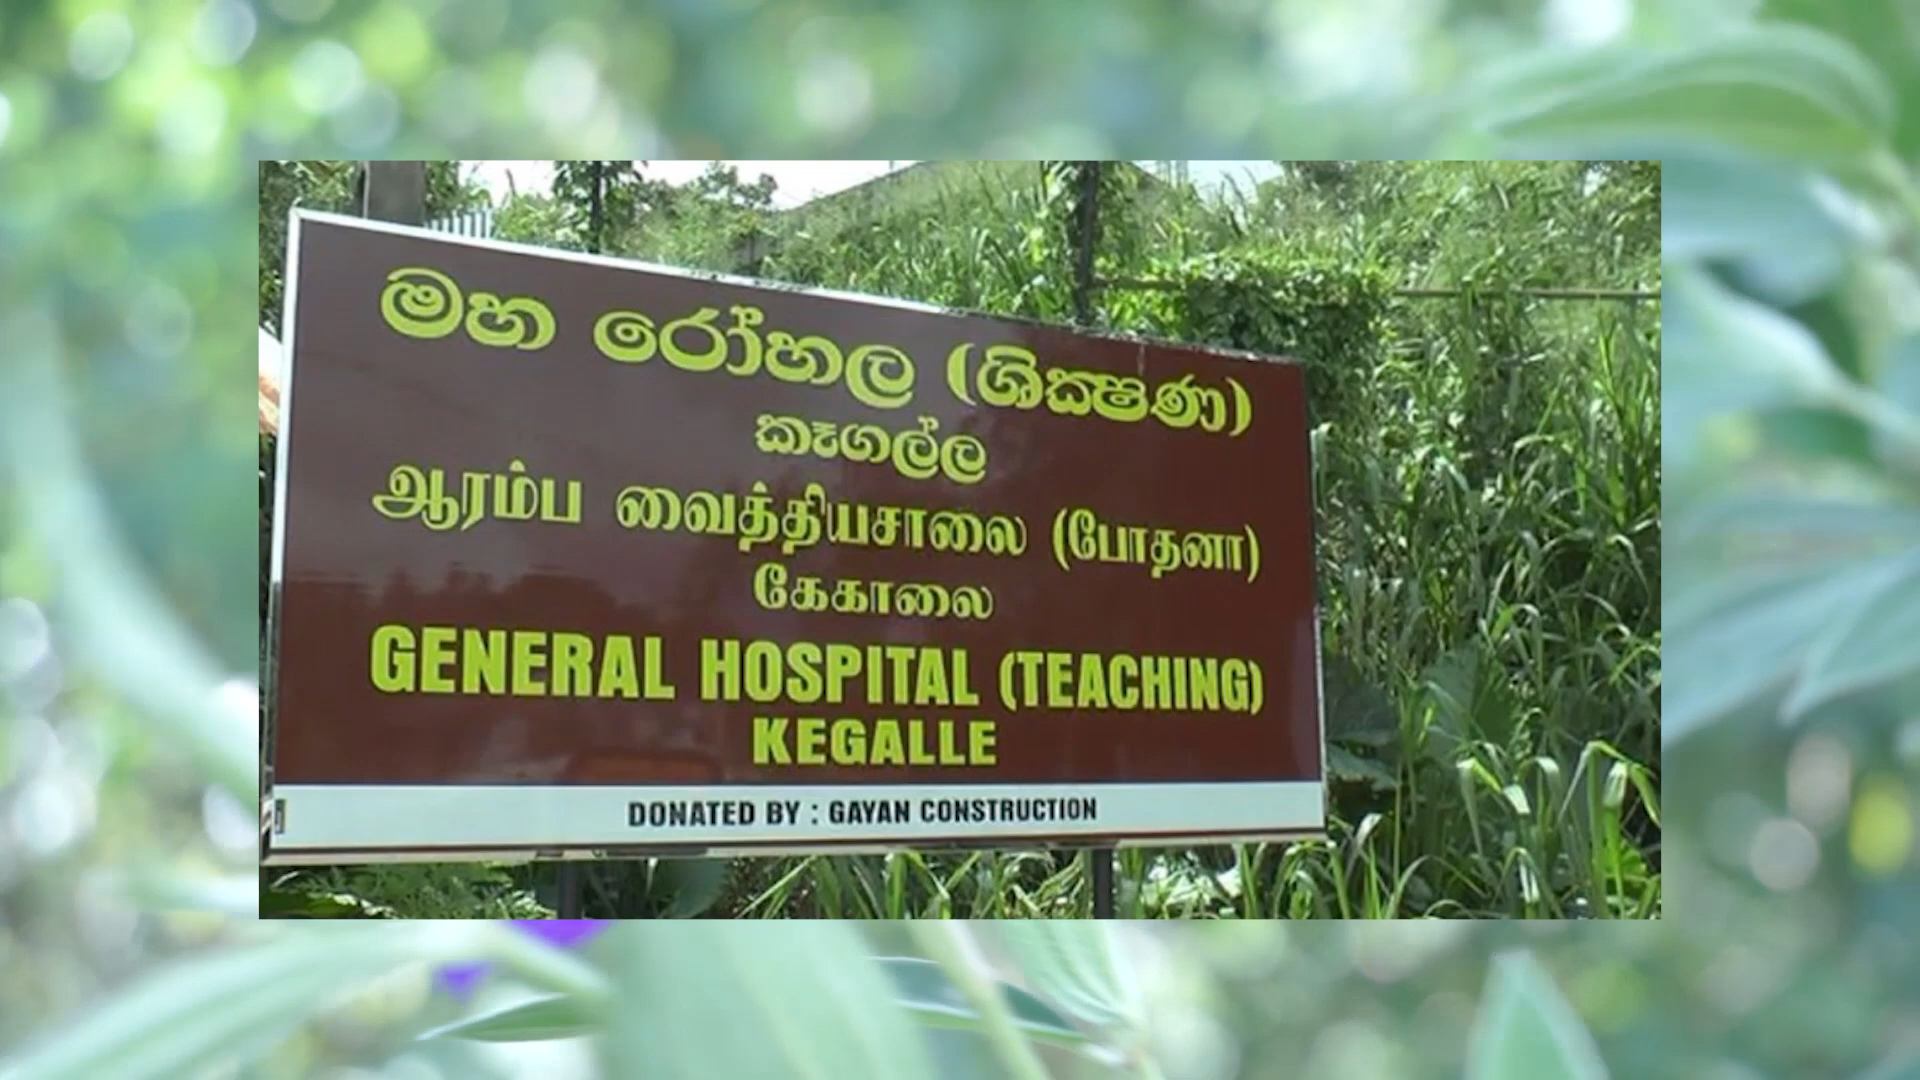 මහ රෝහල (ශික්ෂණ)
කෑගල්ල
ஆரம்ப வைத்தியசாலை (போதனா)
கேகாலை
GENERAL HOSPITAL (TEACHING)
KEGALLE
DONATED BY : GAYAN CONSTRUCTION